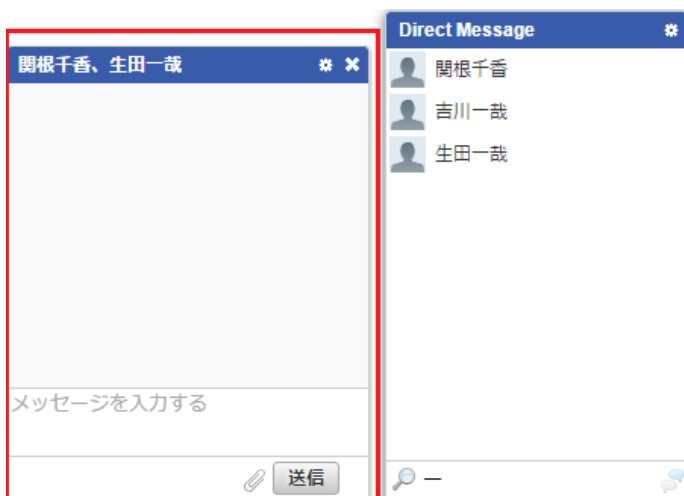 関根千香、生田一哉
メッセージを入力する
送信
Direct Message
関根千香
吉川一哉
生田一哉